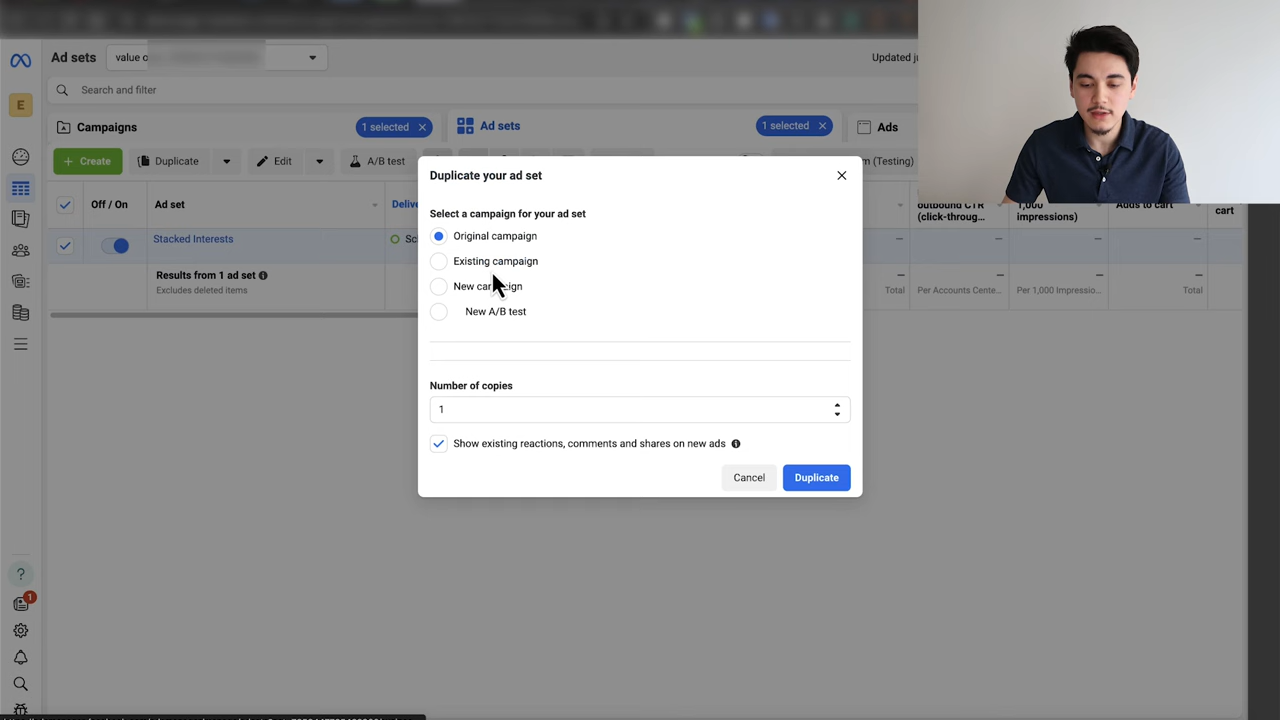 Ad sets
value o
Updated ju
Search and filter
E
Campaigns
1 selected
Ad sets
1 selected
Ads
Create
Duplicate
Edit
A/B test
(Testing)
Off / On
Ad set
Delive
outbound CTR
(click-throug...
1,000
impressions)
Adds to cart
cart
Stacked Interests
Sc
Results from 1 ad set
Excludes deleted items
Total
Per Accounts Cente...
Per 1,000 Impressio...
Total
Duplicate your ad set
Select a campaign for your ad set
Original campaign
Existing campaign
New campaign
New A/B test
Number of copies
1
Show existing reactions, comments and shares on new ads
Cancel
Duplicate
1